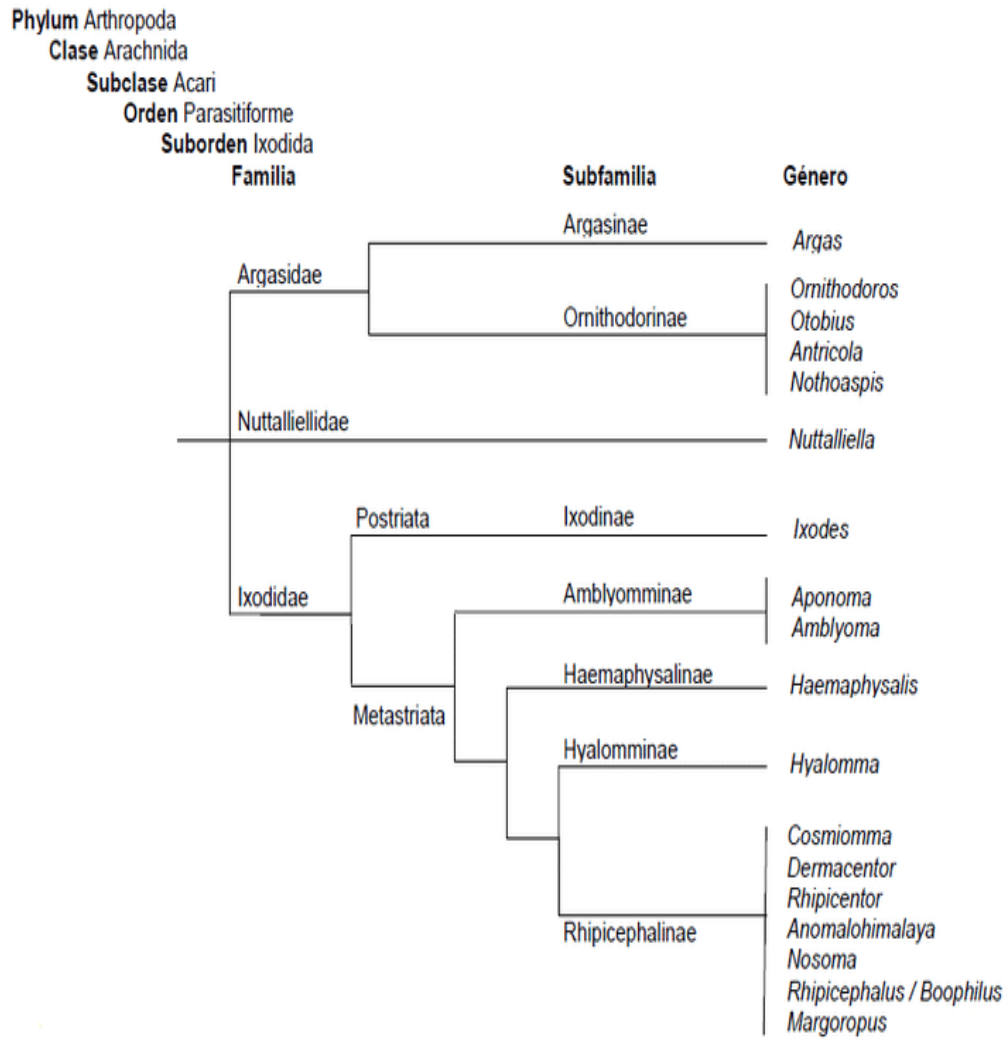 Phylum Arthropoda
Clase Arachnida
Subclase Acari
Orden Parasitiforme
Suborden Ixodida
Familia Subfamilia Género
Argasinae
Argas
Argasidae
Ornithodoros
Ornithodorinae
Otobius
Antricola
Nothoaspis
Nuttalliellidae
Nuttalliella
Postriata
Ixodinae
Ixodes
Ixodidae
Amblyomminae
Aponoma
Amblyoma
Haemaphysalinae
Haemaphysalis
Metastriata
Hyalomminae
Hyalomma
Cosmiomma
Dermacentor
Rhipicentor
Rhipicephalinae
Anomalohimalaya
Nosoma
Rhipicephalus / Boophilus
Margoropus